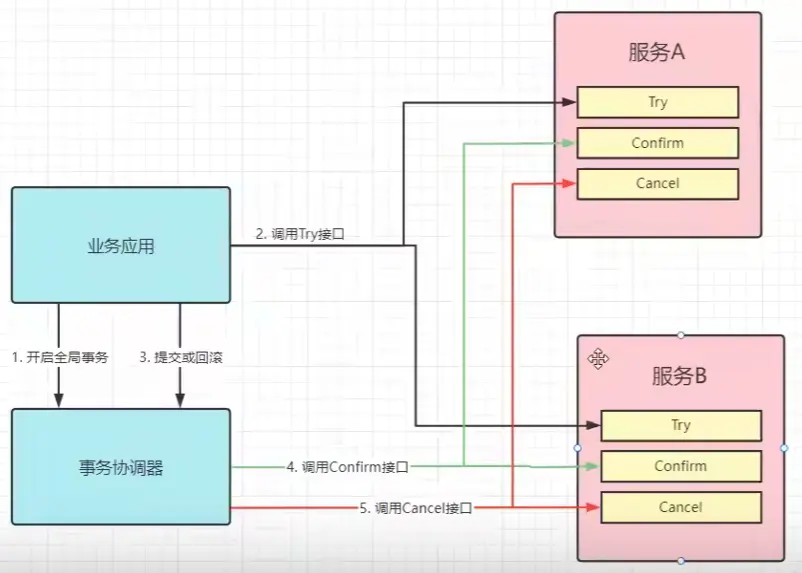 服务A
Try
Confirm
Cancel
业务应用
2. 调用Try接口
1. 开启全局事务
3. 提交或回滚
服务B
Try
Confirm
Cancel
事务协调器
4. 调用Confirm接口
5. 调用Cancel接口